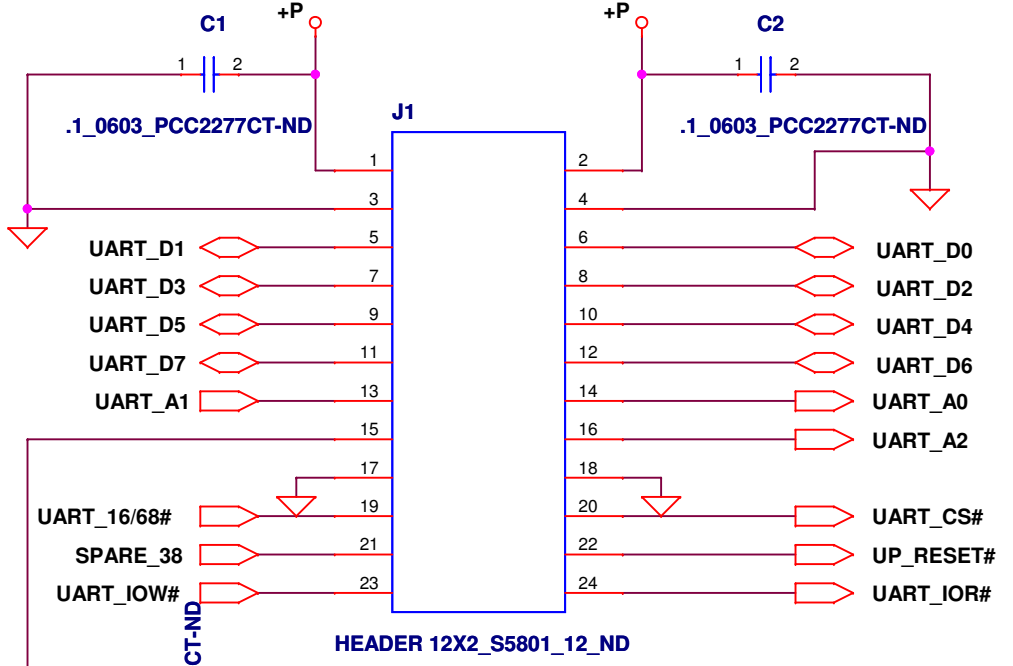 +P
+P
C1
C2
1
2
1
2
.1_0603_PCC2277CT-ND
J1
.1_0603_PCC2277CT-ND
1
2
3
4
UART_D1
5
6
UART_D0
UART_D3
7
8
UART_D2
UART_D5
9
10
UART_D4
UART_D7
11
12
UART_D6
UART_A1
13
14
UART_A0
15
16
UART_A2
17
18
UART_16/68#
19
20
UART_CS#
SPARE_38
21
22
UP_RESET#
UART_IOW#
23
24
UART_IOR#
CT-ND
HEADER 12X2_S5801_12_ND